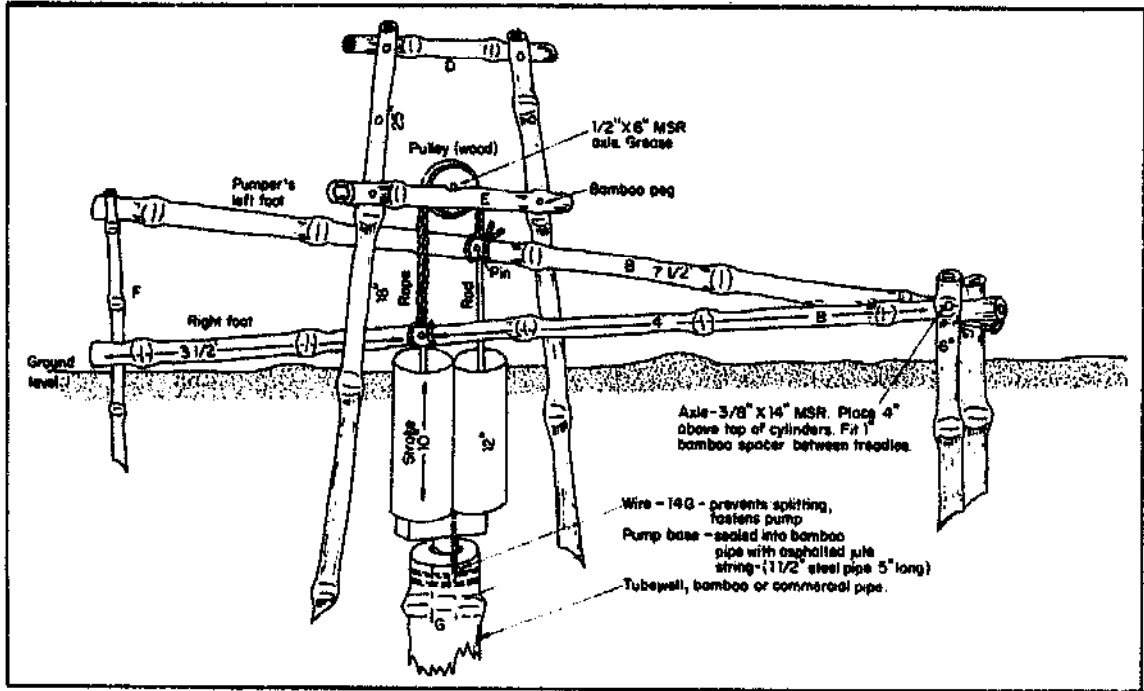 D
1/2" X 6" MSR
axle. Grease
Pulley (wood)
Bamboo peg
E
Pumper's
left foot
Pin
B 7 1/2
Rope
Rod
18"
F
Right foot
3 1/2
4
B
6"
Ground
level
Stroke
10"
12"
Axle-3/8" X 14" MSR. Place 4"
above top of cylinders. Fit 1"
bamboo spacer between treadles.
Wire - 14G - prevents splitting,
fastens pump
Pump base - sealed into bamboo
pipe with asphalted jute
string-(1 1/2" steel pipe 5" long)
Tubewell, bamboo or commercial pipe.
G